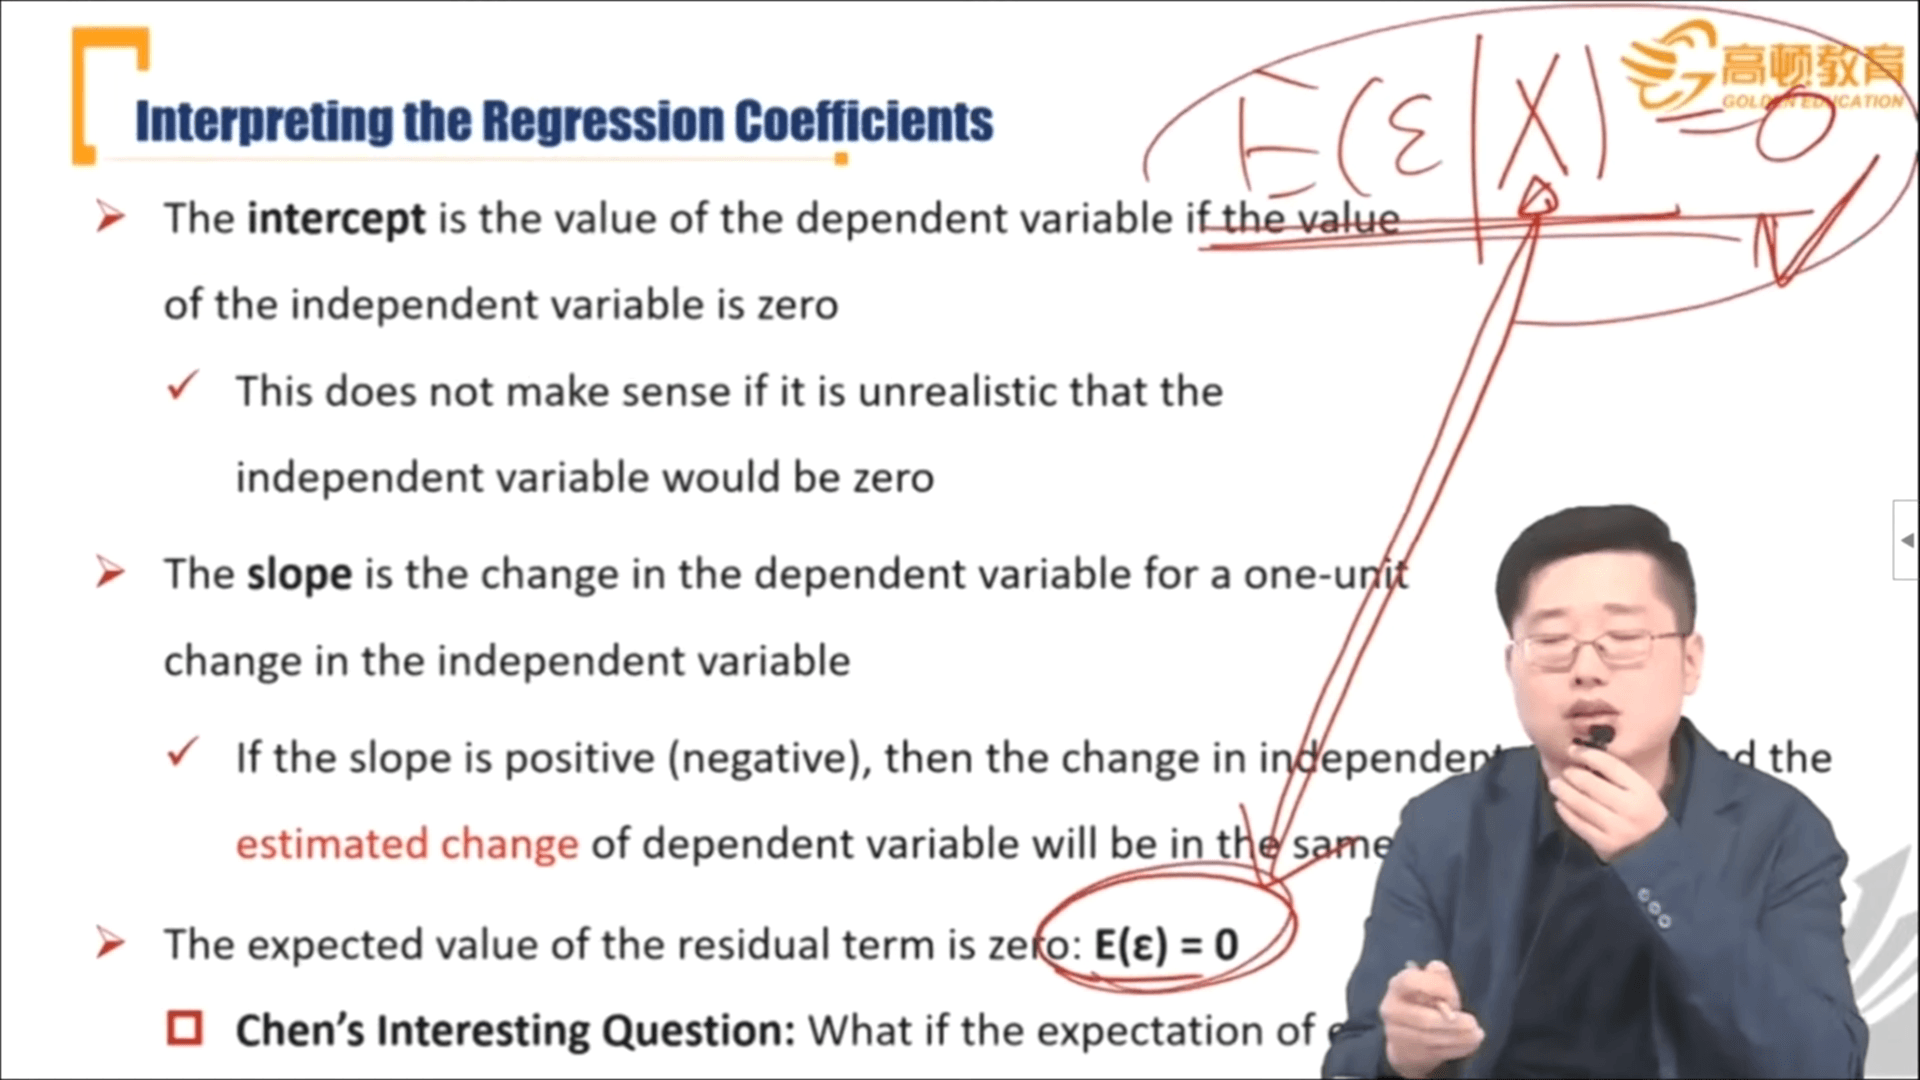 高顿教育
GOLDEN EDUCATION
E(ε|X) = 0
Interpreting the Regression Coefficients
The intercept is the value of the dependent variable if the value
of the independent variable is zero
This does not make sense if it is unrealistic that the
independent variable would be zero
The slope is the change in the dependent variable for a one-unit
change in the independent variable
If the slope is positive (negative), then the change in independent the
estimated change of dependent variable will be in the same
The expected value of the residual term is zero: E(ε) = 0
Chen's Interesting Question: What if the expectation of